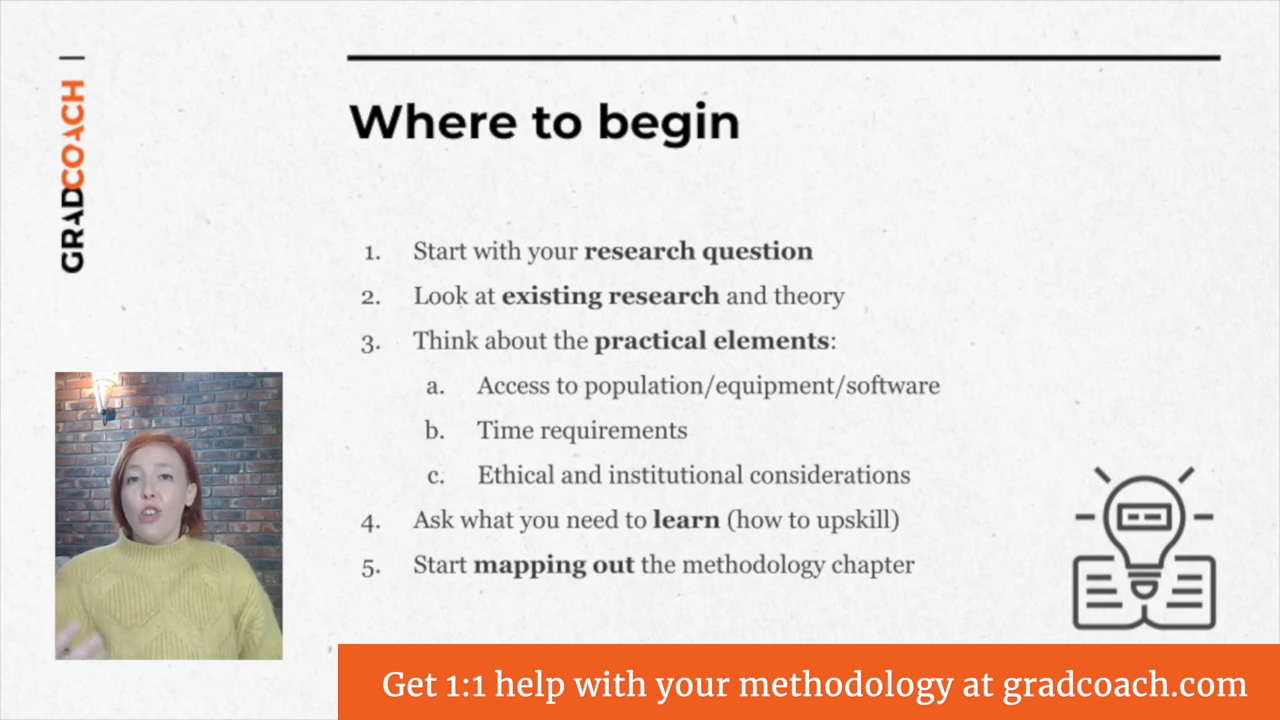 GRADCOACH
Where to begin
1. Start with your research question
2. Look at existing research and theory
3. Think about the practical elements:
a. Access to population/equipment/software
b. Time requirements
c. Ethical and institutional considerations
4. Ask what you need to learn (how to upskill)
5. Start mapping out the methodology chapter
Get 1:1 help with your methodology at gradcoach.com